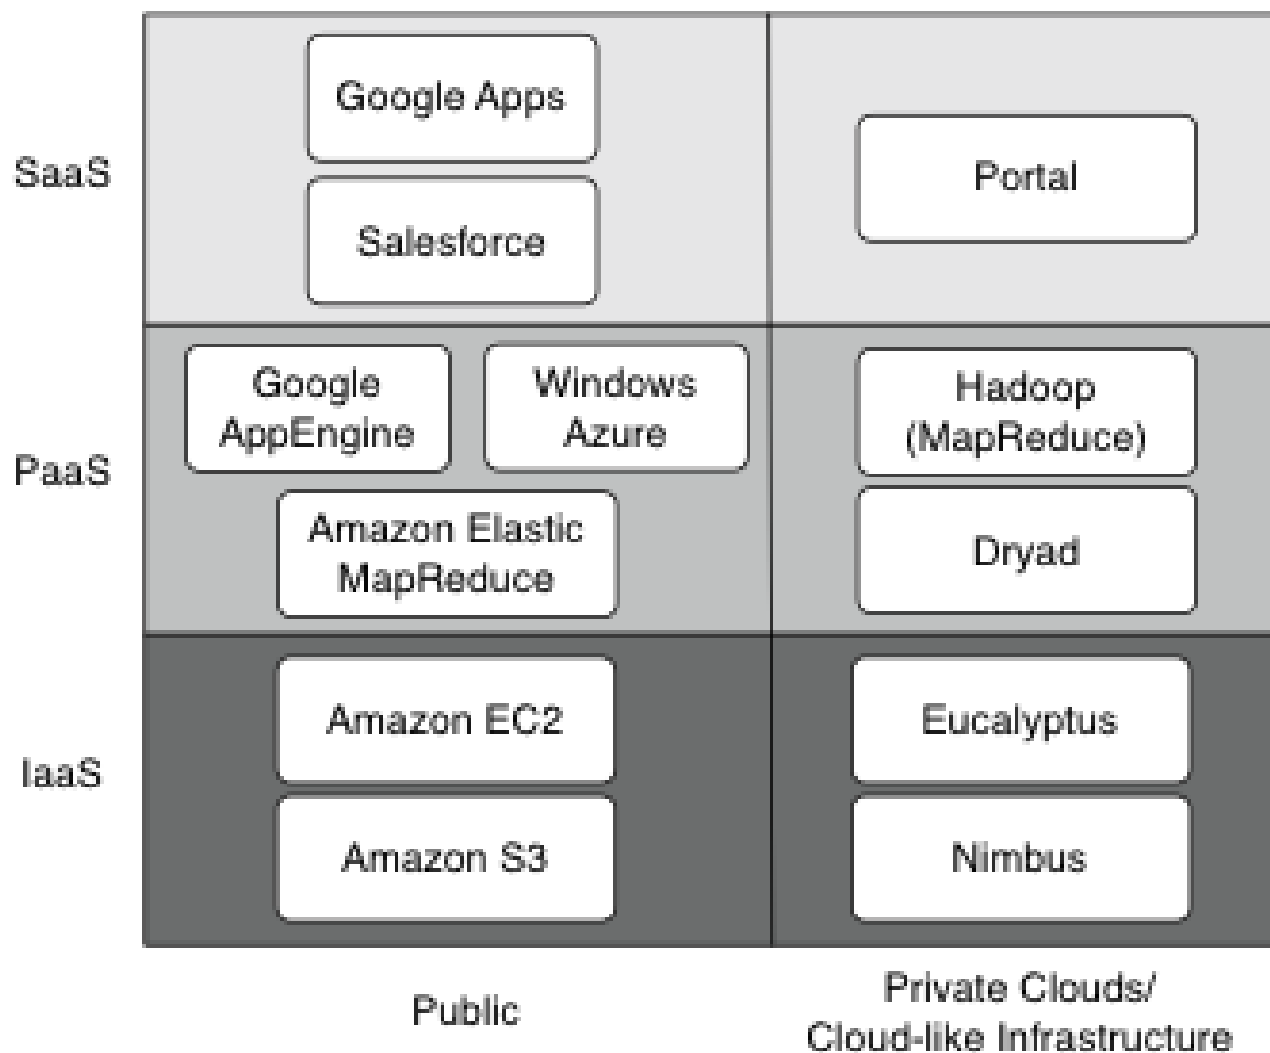 Google Apps
Salesforce
SaaS
Portal
Google
AppEngine
Windows
Azure
Amazon Elastic
MapReduce
PaaS
Hadoop
(MapReduce)
Dryad
Amazon EC2
Amazon S3
IaaS
Eucalyptus
Nimbus
Public
Private Clouds/
Cloud-like Infrastructure